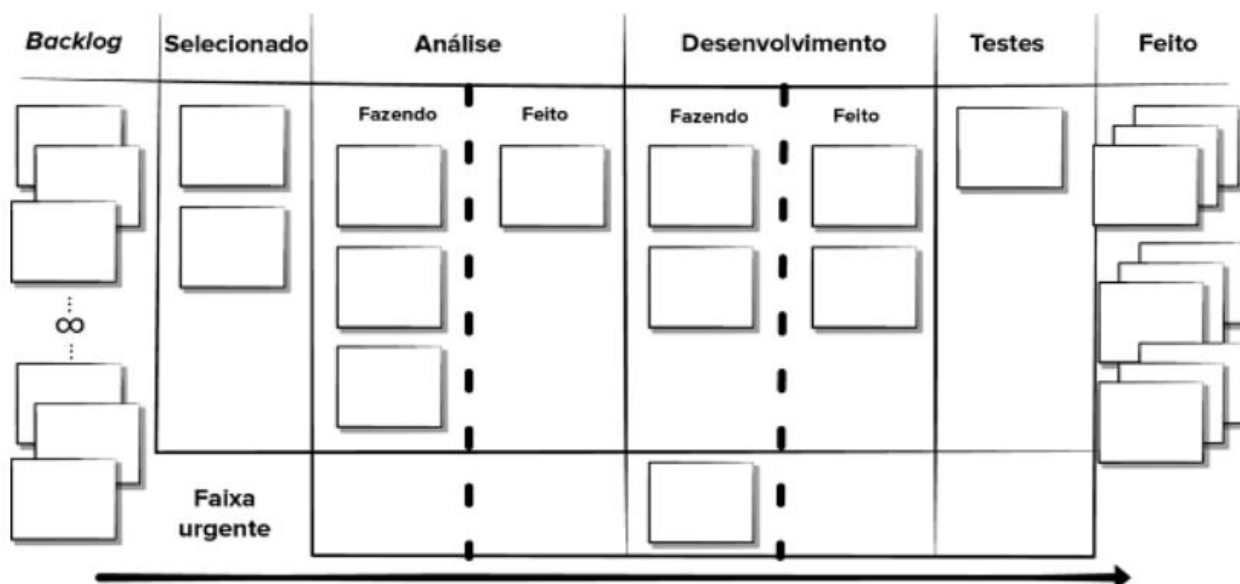 Backlog
Selecionado
Análise
Desenvolvimento
Testes
Feito
Fazendo
Feito
Fazendo
Feito
∞
Faixa
urgente